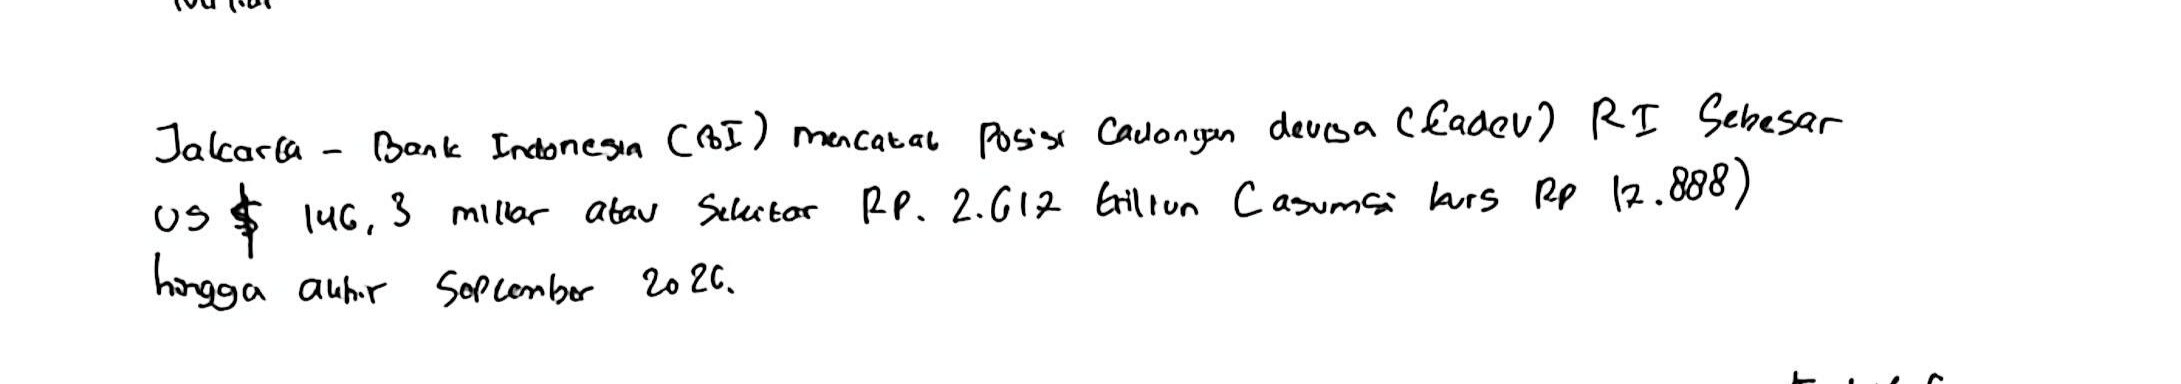 Jakarta - Bank Indonesia (BI) mencatat Posisi Cadangan devisa (Cadev) RI Sebesar
US $ 146,3 miliar atau Sekitar RP. 2.617 triliun (asumsi kurs Rp 17.888)
hingga akhir September 2026.